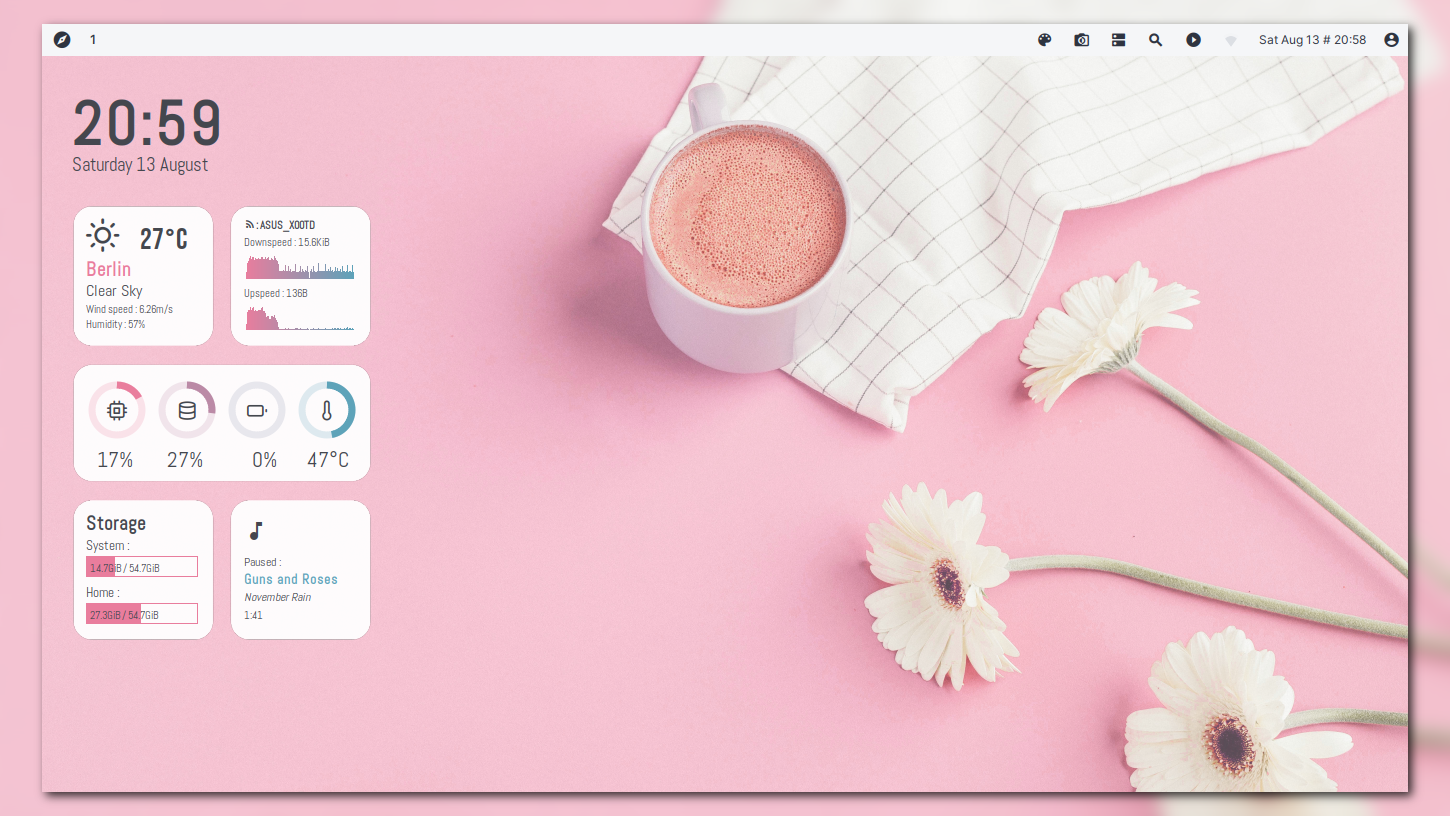 1
Sat Aug 13 # 20:58
20:59
Saturday 13 August
27°C
Berlin
Clear Sky
Wind speed : 6.26m/s
Humidity : 57%
: ASUS_X00TD
Downspeed : 15.6KiB
Upspeed : 136B
17% 27% 0% 47°C
Storage
System :
14.7GiB / 54.7GiB
Home :
27.3GiB / 54.7GiB
Paused :
Guns and Roses
November Rain
1:41